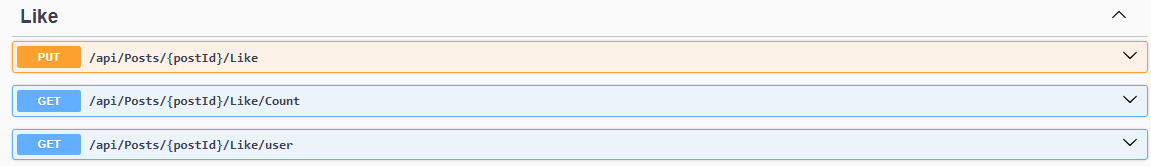 Like
PUT /api/Posts/{postId}/Like
GET /api/Posts/{postId}/Like/Count
GET /api/Posts/{postId}/Like/user